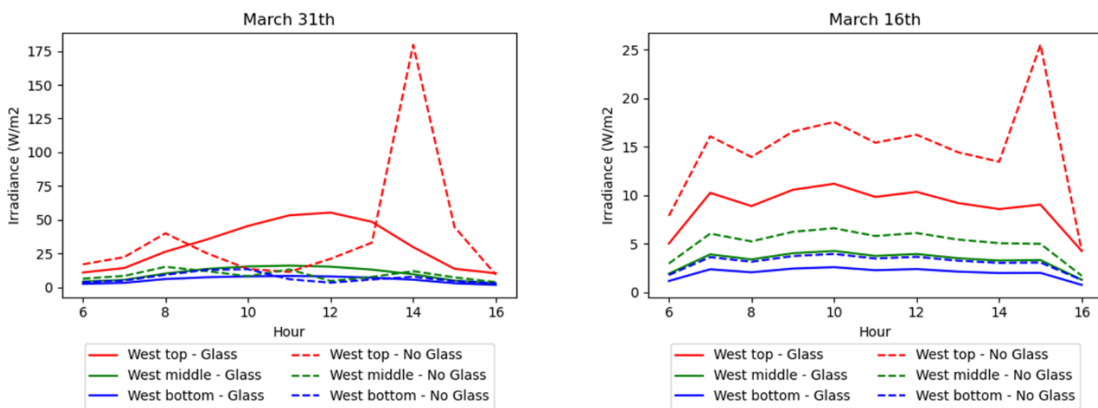 March 31th
Irradiance (W/m2
175
150
125
100
75
50
25
0
6 8 10 12 14 16
Hour
West top - Glass West top - No Glass
West middle - Glass West middle - No Glass
West bottom - Glass West bottom - No Glass
March 16th
Irradiance (W/m2
25
20
15
10
5
0
6 8 10 12 14 16
Hour
West top - Glass West top - No Glass
West middle - Glass West middle - No Glass
West bottom - Glass West bottom - No Glass